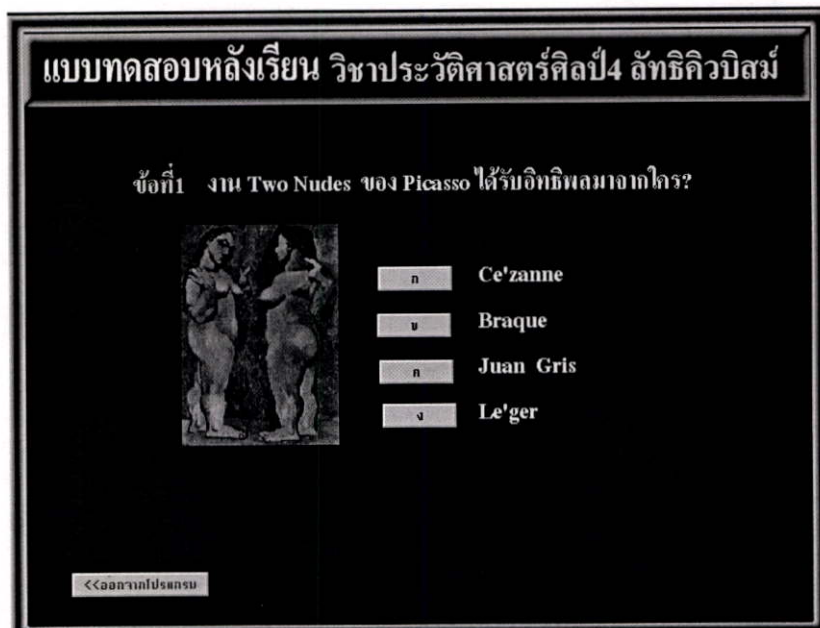 แบบทดสอบหลังเรียน วิชาประวัติศาสตร์ศิลป์4 ลัทธิคิวบิสม์
ข้อที่1 งาน Two Nudes ของ Picasso ได้รับอิทธิพลมาจากใคร?
ก Ce'zanne
ข Braque
ค Juan Gris
ง Le'ger
<<ออกจากโปรแกรม